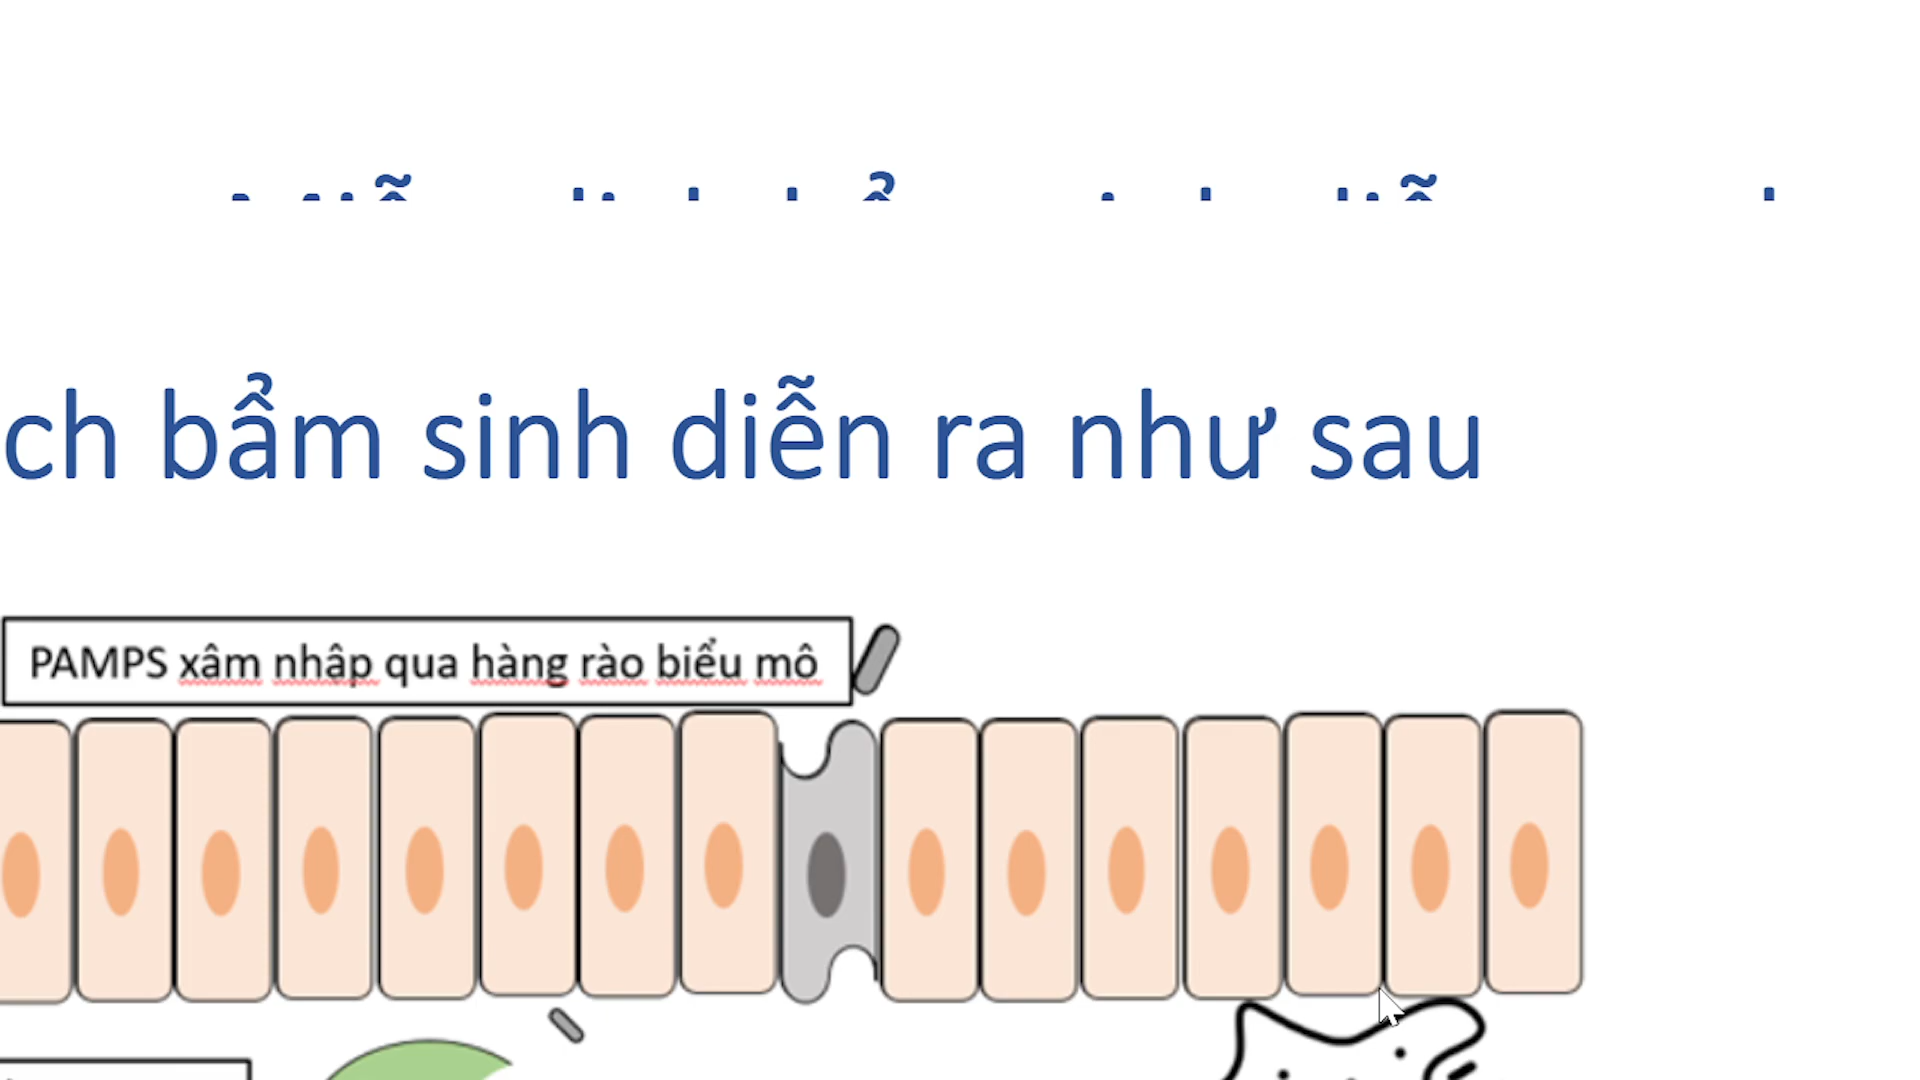 ch bẩm sinh diễn ra như sau
PAMPS xâm nhập qua hàng rào biểu mô